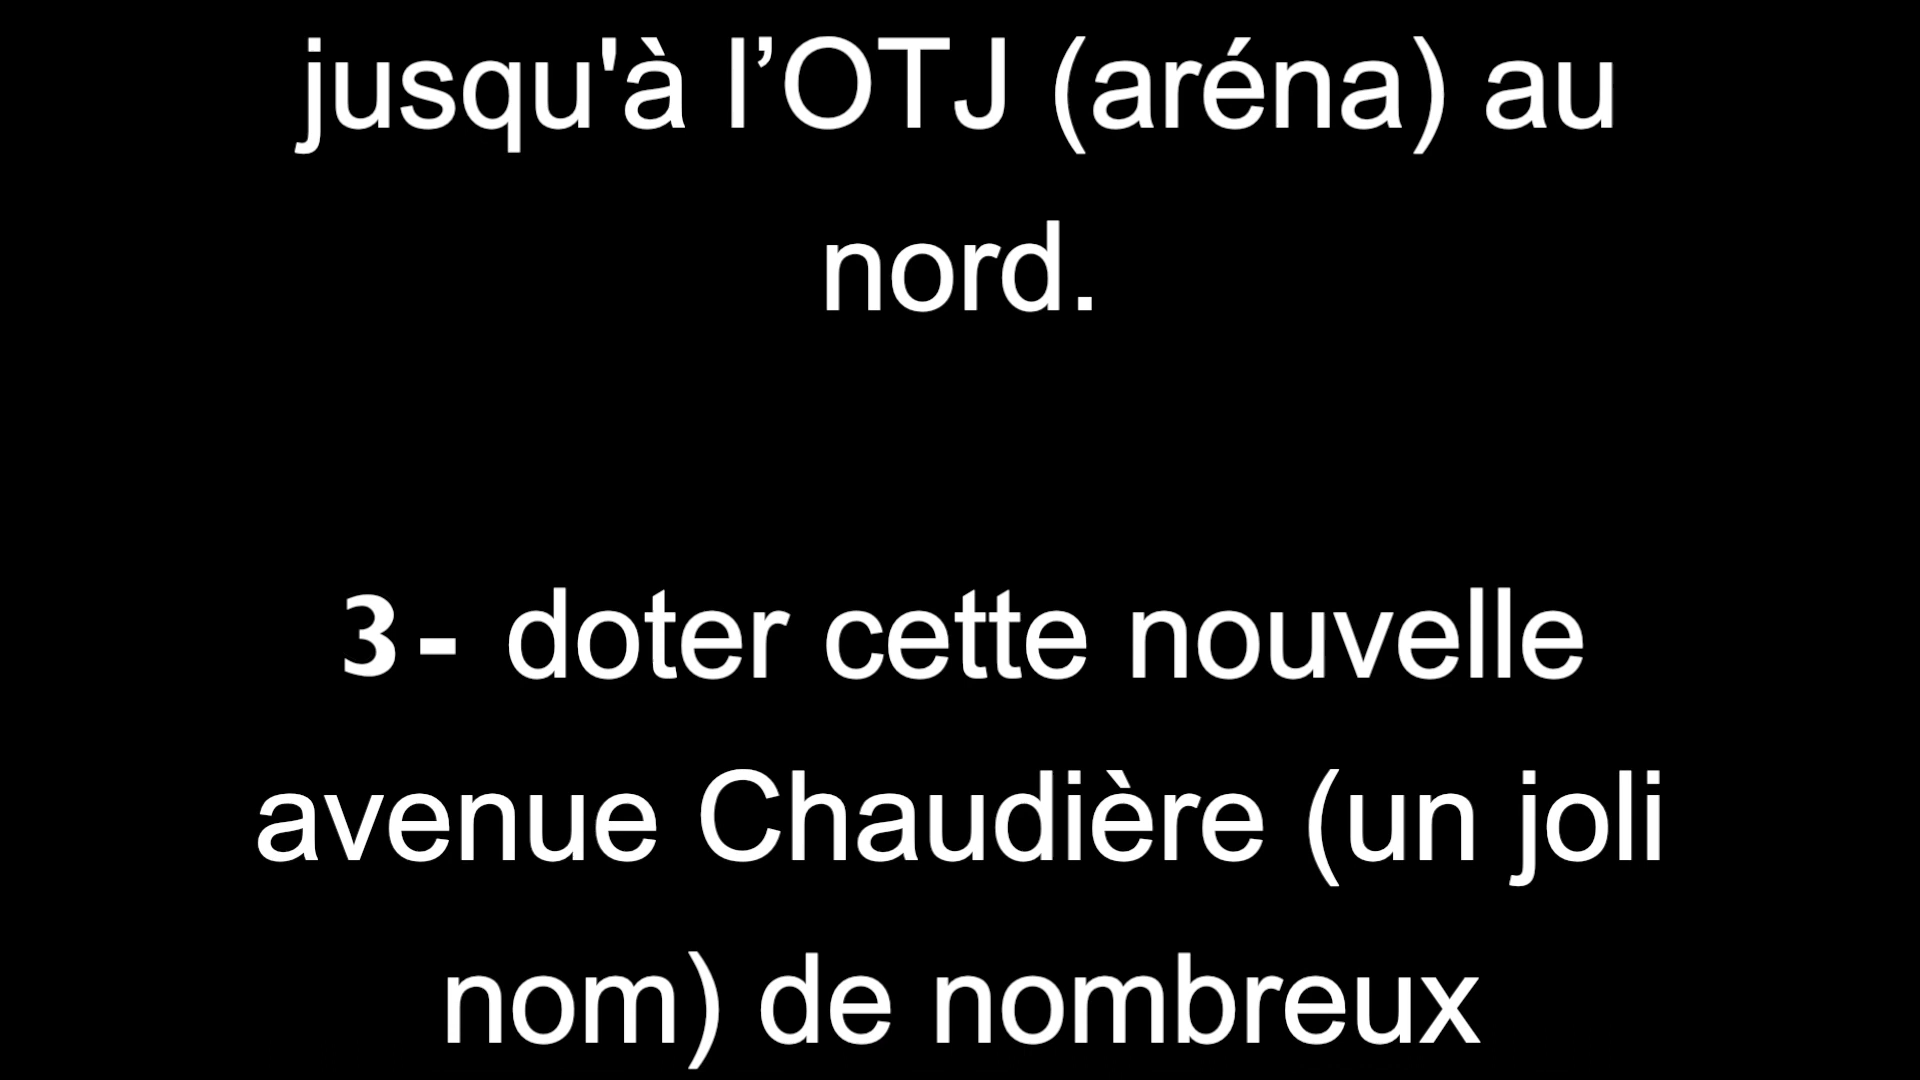 jusqu'à l’OTJ (aréna) au
nord.
3- doter cette nouvelle
avenue Chaudière (un joli
nom) de nombreux